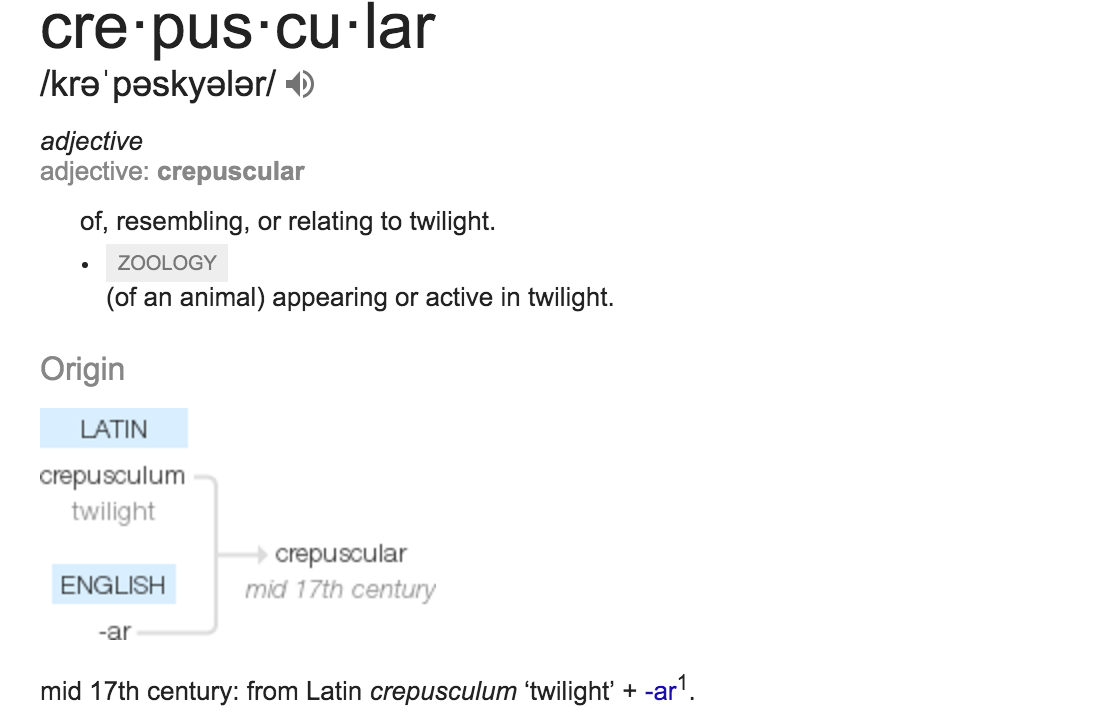 cre·pus·cu·lar
/krəˈpəskyələr/
adjective
adjective: crepuscular
of, resembling, or relating to twilight.
• ZOOLOGY
(of an animal) appearing or active in twilight.
Origin
LATIN
crepusculum
twilight
ENGLISH
-ar
crepuscular
mid 17th century
mid 17th century: from Latin crepusculum ‘twilight’ + -ar¹.